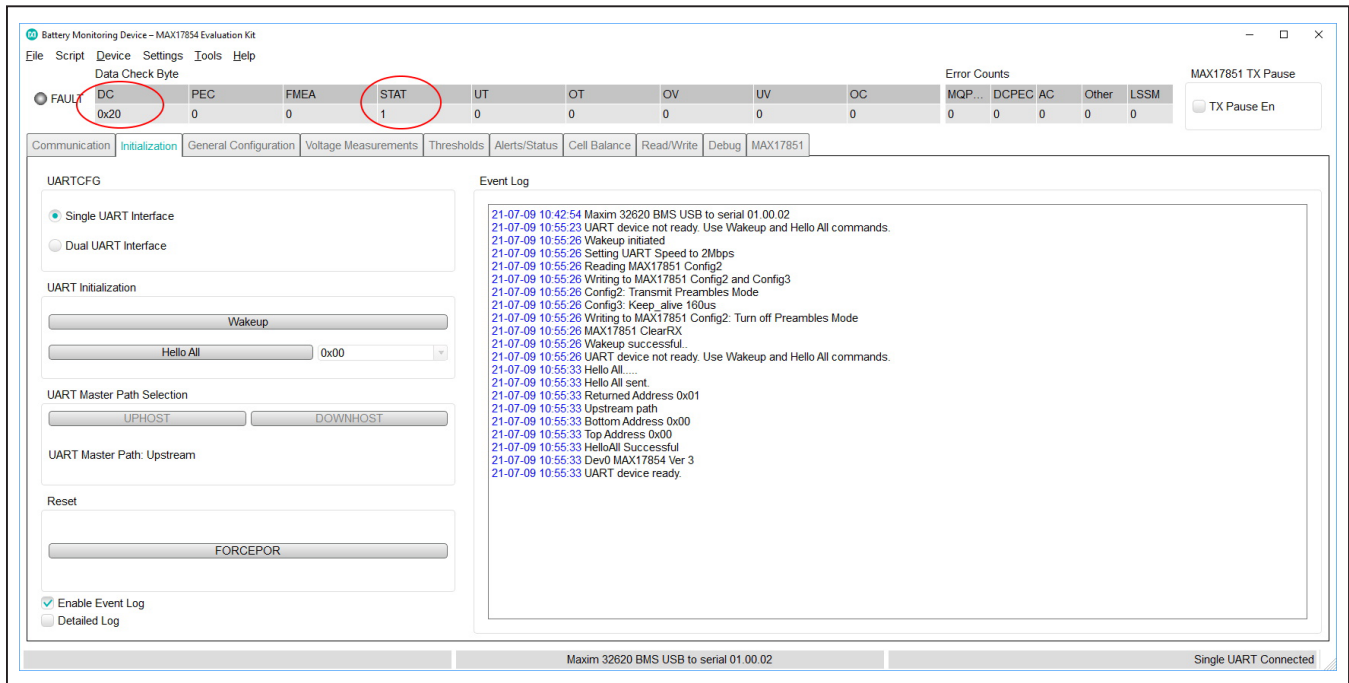 Battery Monitoring Device – MAX17854 Evaluation Kit
File Script Device Settings Tools Help
Data Check Byte Error Counts MAX17851 TX Pause
FAULT DC PEC FMEA STAT UT OT OV UV OC MQP... DCPEC AC Other LSSM
0x20 0 0 1 0 0 0 0 0 0 0 0 0 0
TX Pause En
Communication Initialization General Configuration Voltage Measurements Thresholds Alerts/Status Cell Balance Read/Write Debug MAX17851
UARTCFG
Single UART Interface
Dual UART Interface
UART Initialization
Wakeup
Hello All 0x00
UART Master Path Selection
UPHOST DOWNHOST
UART Master Path: Upstream
Reset
FORCEPOR
Enable Event Log
Detailed Log
Event Log
21-07-09 10:42:54 Maxim 32620 BMS USB to serial 01.00.02
21-07-09 10:55:23 UART device not ready. Use Wakeup and Hello All commands.
21-07-09 10:55:26 Wakeup initiated
21-07-09 10:55:26 Setting UART Speed to 2Mbps
21-07-09 10:55:26 Reading MAX17851 Config2
21-07-09 10:55:26 Writing to MAX17851 Config2 and Config3
21-07-09 10:55:26 Config2: Transmit Preambles Mode
21-07-09 10:55:26 Config3: Keep_alive 160us
21-07-09 10:55:26 Writing to MAX17851 Config2: Turn off Preambles Mode
21-07-09 10:55:26 MAX17851 ClearRX
21-07-09 10:55:26 Wakeup successful..
21-07-09 10:55:26 UART device not ready. Use Wakeup and Hello All commands.
21-07-09 10:55:33 Hello All.....
21-07-09 10:55:33 Hello All sent.
21-07-09 10:55:33 Returned Address 0x01
21-07-09 10:55:33 Upstream path
21-07-09 10:55:33 Bottom Address 0x00
21-07-09 10:55:33 Top Address 0x00
21-07-09 10:55:33 HelloAll Successful
21-07-09 10:55:33 Dev0 MAX17854 Ver 3
21-07-09 10:55:33 UART device ready.
Maxim 32620 BMS USB to serial 01.00.02 Single UART Connected